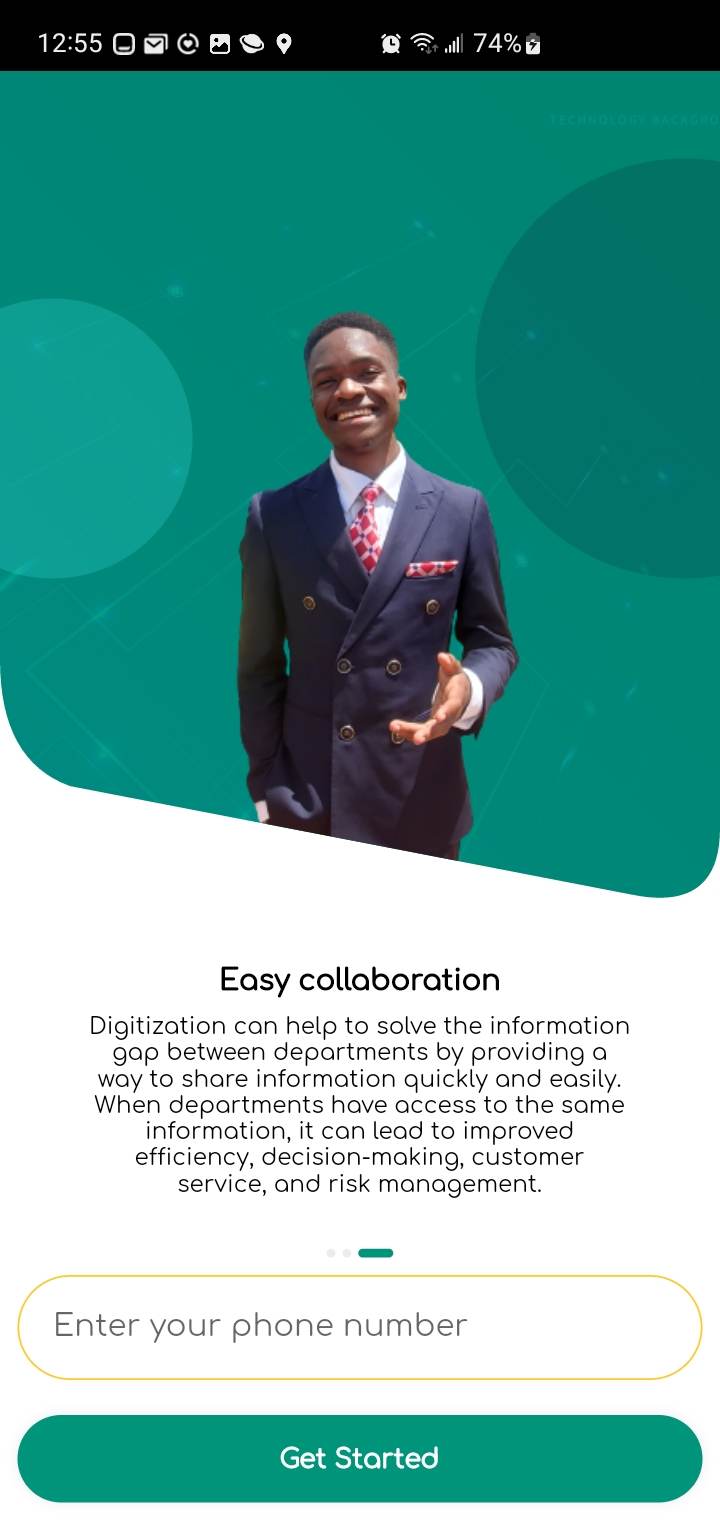 12:55
74%
TECHNOLOGY BACKGRO
Easy collaboration
Digitization can help to solve the information
gap between departments by providing a
way to share information quickly and easily.
When departments have access to the same
information, it can lead to improved
efficiency, decision-making, customer
service, and risk management.
Enter your phone number
Get Started